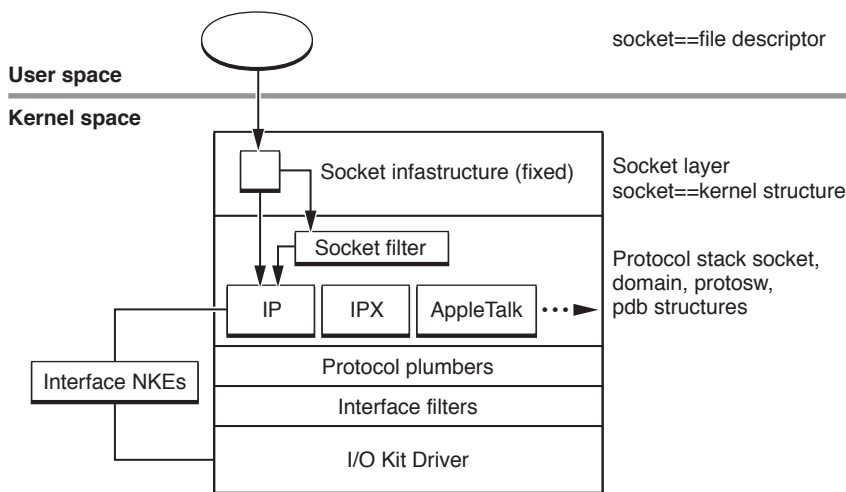 socket==file descriptor
User space
Kernel space
Socket infastructure (fixed)
Socket layer
socket==kernel structure
Socket filter
Protocol stack socket,
domain, protosw,
pdb structures
IP
IPX
AppleTalk
Interface NKEs
Protocol plumbers
Interface filters
I/O Kit Driver